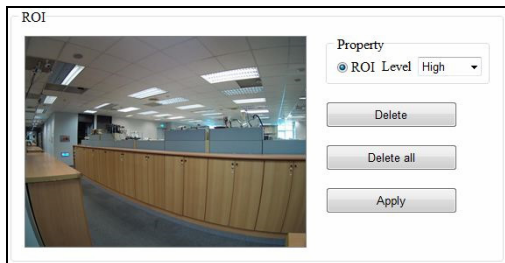 ROI
Property
ROI Level High
Delete
Delete all
Apply